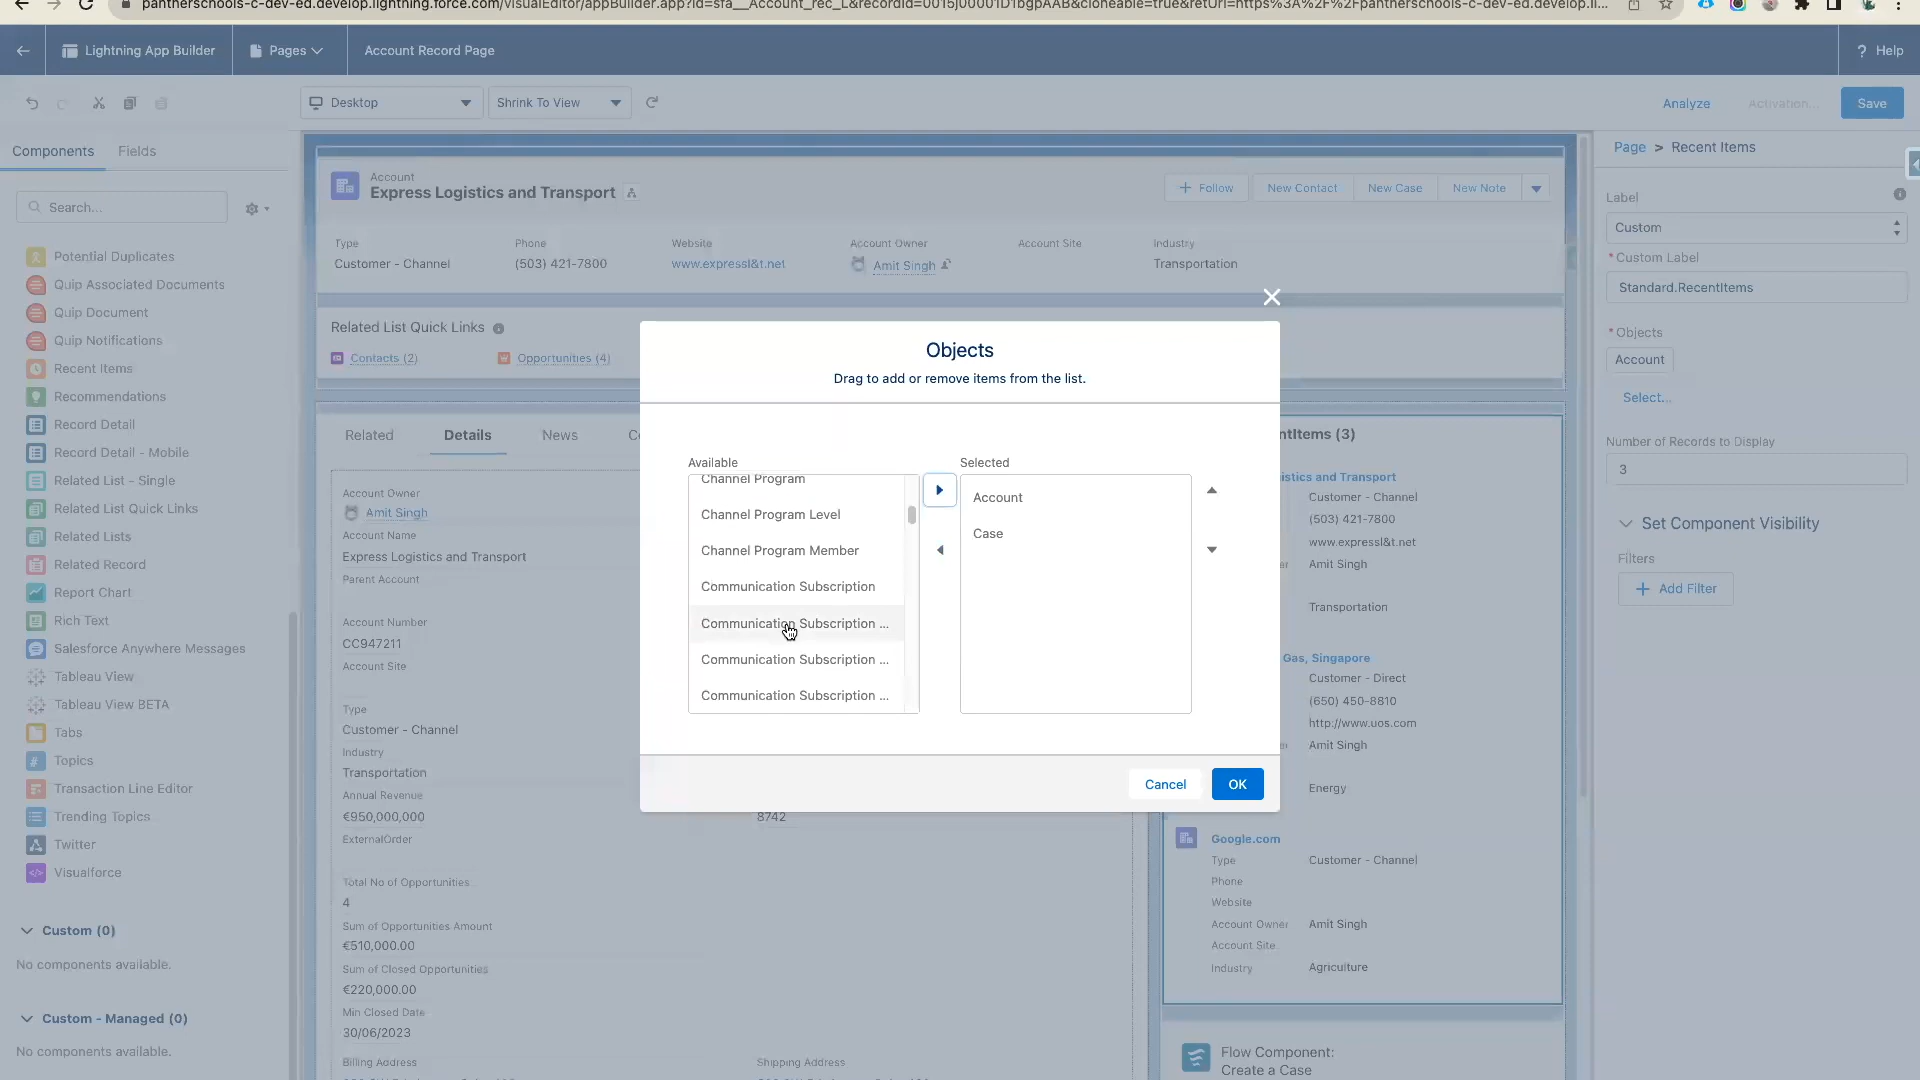 pantherschools-c-dev-ed.develop.lightning.force.com/visualEditor/appBuilder.app?id=sfa__Account_rec_L&recordId=0015j00001D1bgpAAB&cloneable=true&retUrl=https%3A%2F%2Fpantherschools-c-dev-ed.develop.li...
Lightning App Builder
Pages
Account Record Page
? Help
Desktop
Shrink To View
Analyze
Activation...
Save
Components
Fields
Search...
Potential Duplicates
Quip Associated Documents
Quip Document
Quip Notifications
Recent Items
Recommendations
Record Detail
Record Detail - Mobile
Related List - Single
Related List Quick Links
Related Lists
Related Record
Report Chart
Rich Text
Salesforce Anywhere Messages
Tableau View
Tableau View BETA
Tabs
Topics
Transaction Line Editor
Trending Topics
Twitter
Visualforce
Custom (0)
No components available.
Custom - Managed (0)
No components available.
Account
Express Logistics and Transport
Follow
New Contact
New Case
New Note
Type
Customer - Channel
Phone
(503) 421-7800
Website
www.expressl&t.net
Account Owner
Amit Singh
Account Site
Industry
Transportation
Related List Quick Links
Contacts (2)
Opportunities (4)
Related
Details
News
Account Owner
Amit Singh
Account Name
Express Logistics and Transport
Parent Account
Account Number
CC947211
Account Site
Type
Customer - Channel
Industry
Transportation
Annual Revenue
€950,000,000
8742
ExternalOrder
Total No of Opportunities
4
Sum of Opportunities Amount
€510,000.00
Sum of Closed Opportunities
€220,000.00
Min Closed Date
30/06/2023
Billing Address
Shipping Address
Objects
Drag to add or remove items from the list.
Available
Channel Program
Channel Program Level
Channel Program Member
Communication Subscription
Communication Subscription ...
Communication Subscription ...
Communication Subscription ...
Selected
Account
Case
Cancel
OK
ntItems (3)
istics and Transport
Customer - Channel
(503) 421-7800
www.expressl&t.net
Amit Singh
Transportation
Gas, Singapore
Customer - Direct
(650) 450-8810
http://www.uos.com
Amit Singh
Energy
Google.com
Type
Customer - Channel
Phone
Website
Account Owner
Amit Singh
Account Site
Industry
Agriculture
Flow Component:
Create a Case
Page > Recent Items
Label
Custom
* Custom Label
Standard.RecentItems
* Objects
Account
Select...
Number of Records to Display
3
Set Component Visibility
Filters
Add Filter